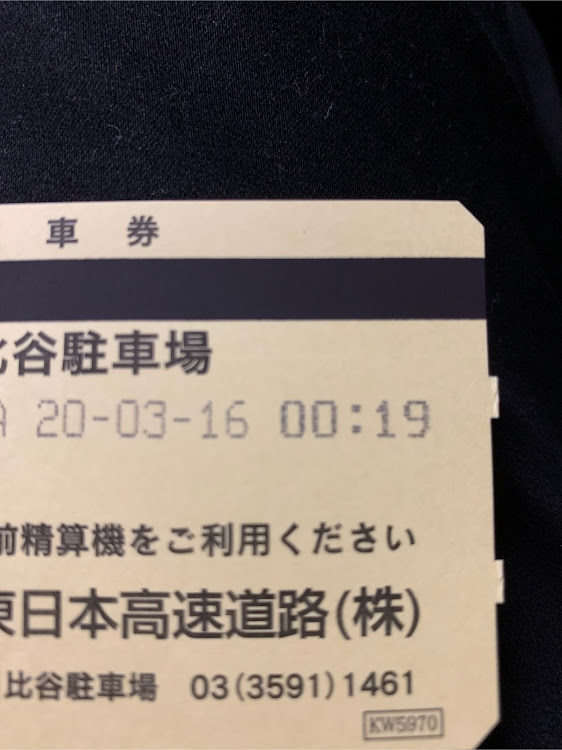 車券
比谷駐車場
A 20-03-16 00:19
前精算機をご利用ください
東日本高速道路(株)
比谷駐車場 03(3591)1461
KW5970